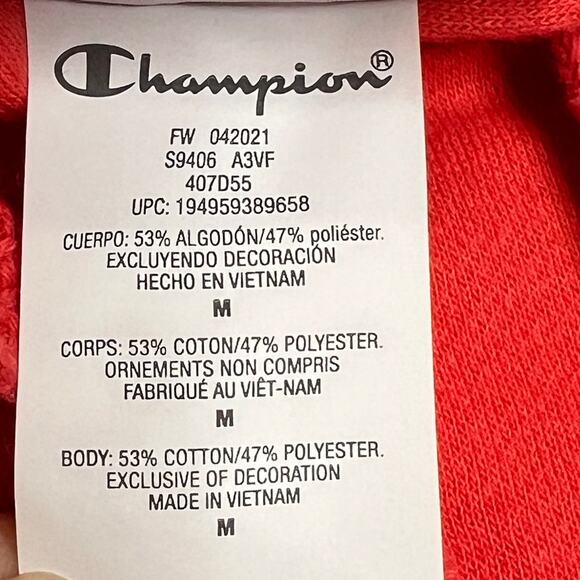 Champion®
FW 042021
S9406 A3VF
407D55
UPC: 194959389658
CUERPO: 53% ALGODÓN/47% poliéster.
EXCLUYENDO DECORACIÓN
HECHO EN VIETNAM
M
CORPS: 53% COTON/47% POLYESTER.
ORNEMENTS NON COMPRIS
FABRIQUÉ AU VIÊT-NAM
M
BODY: 53% COTTON/47% POLYESTER.
EXCLUSIVE OF DECORATION
MADE IN VIETNAM
M